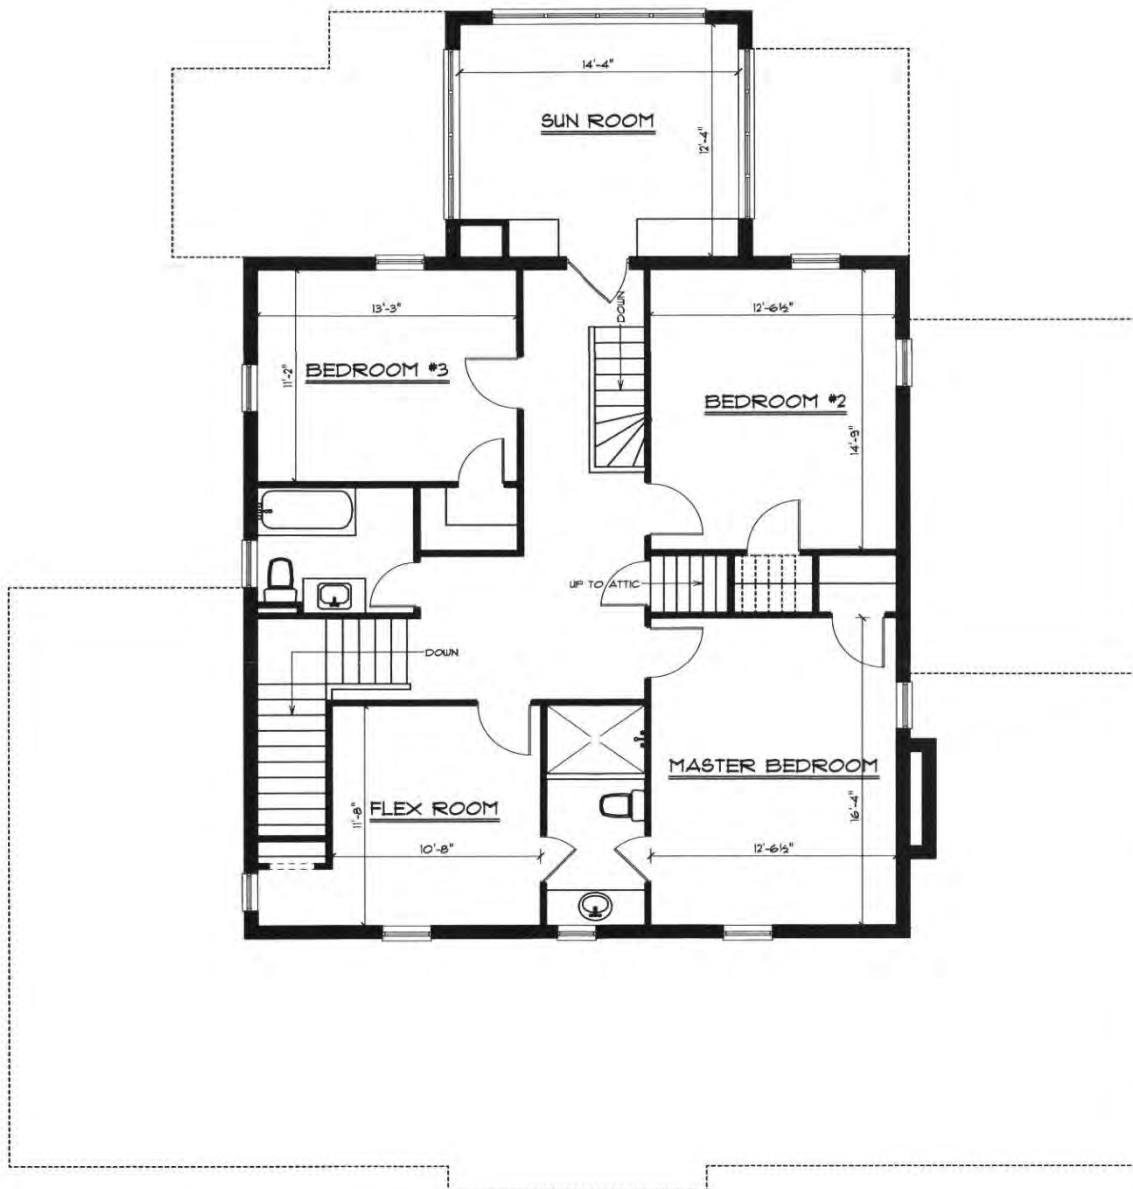 14'-4"
SUN ROOM
12'-4"
DOWN
13'-3"
12'-6½"
11'-2"
BEDROOM #3
BEDROOM #2
14'-9"
UP TO ATTIC
DOWN
MASTER BEDROOM
11'-8"
FLEX ROOM
16'-4"
10'-8"
12'-6½"